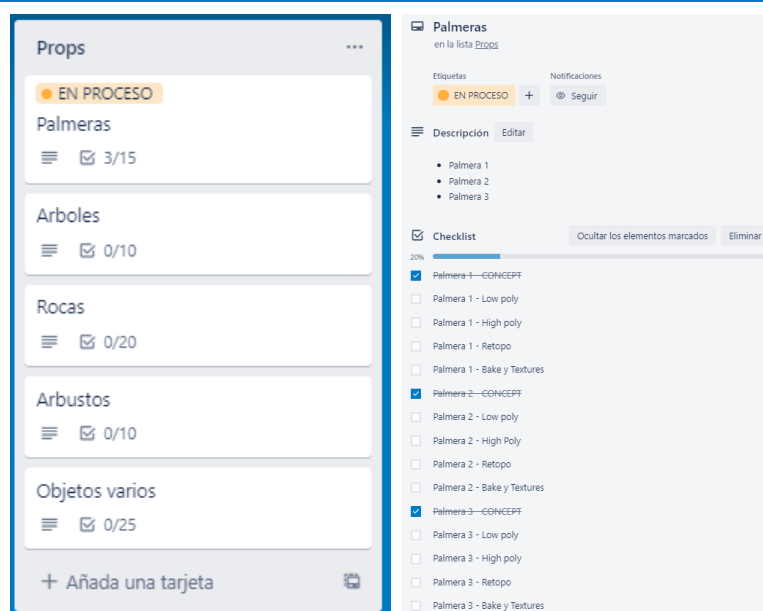 Props
EN PROCESO
Palmeras
3/15
Arboles
0/10
Rocas
0/20
Arbustos
0/10
Objetos varios
0/25
+ Añada una tarjeta
Palmeras
en la lista Props
Etiquetas Notificaciones
EN PROCESO + Seguir
Descripción Editar
• Palmera 1
• Palmera 2
• Palmera 3
Checklist Ocultar los elementos marcados Eliminar
20%
Palmera 1 - CONCEPT
Palmera 1 - Low poly
Palmera 1 - High poly
Palmera 1 - Retopo
Palmera 1 - Bake y Textures
Palmera 2 - CONCEPT
Palmera 2 - Low poly
Palmera 2 - High Poly
Palmera 2 - Retopo
Palmera 2 - Bake y Textures
Palmera 3 - CONCEPT
Palmera 3 - Low poly
Palmera 3 - High poly
Palmera 3 - Retopo
Palmera 3 - Bake y Textures